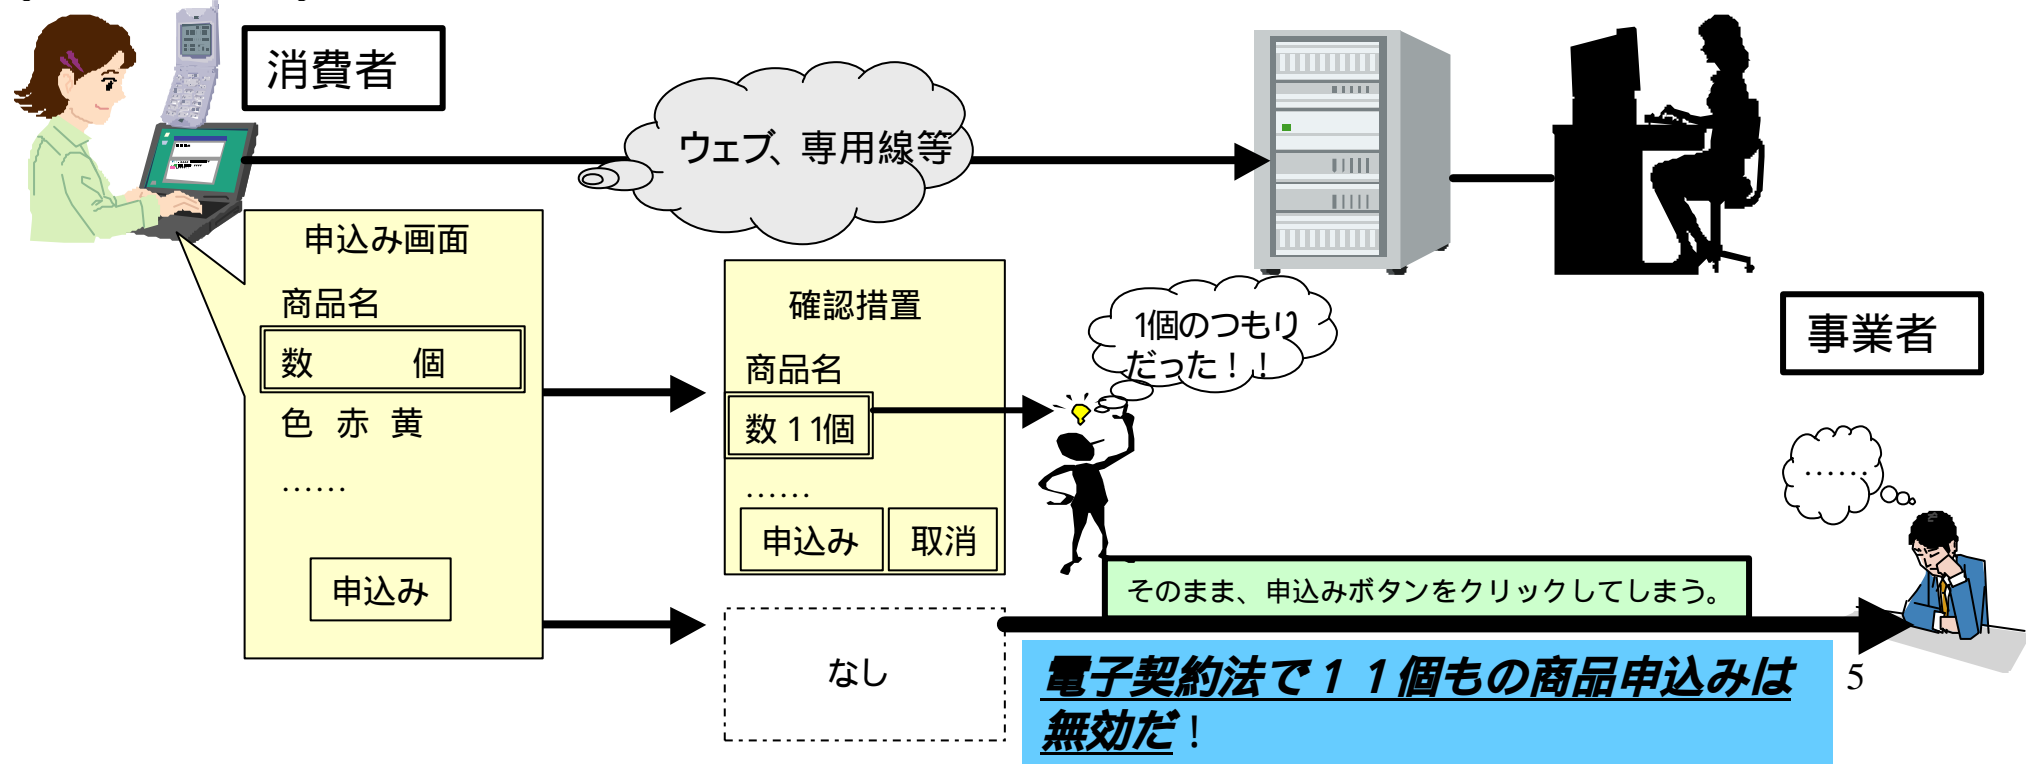 消費者
ウェブ、専用線等
申込み画面
商品名
数　　　個
色 赤 黄
……
申込み
確認措置
商品名
数 11個
……
申込み
取消
1個のつもり
だった！！
事業者
……
そのまま、申込みボタンをクリックしてしまう。
なし
電子契約法で１１個もの商品申込みは
無効だ！
5